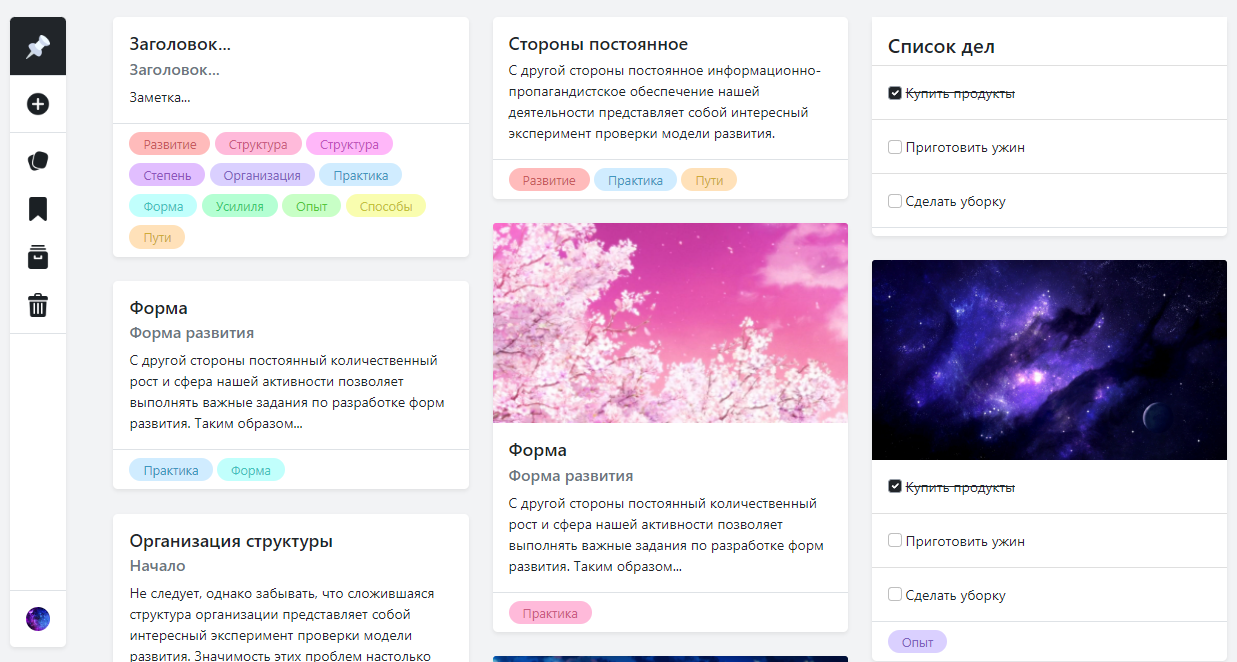 Заголовок...
Заголовок...
Заметка...
Развитие Структура Структура
Степень Организация Практика
Форма Усилиля Опыт Способы
Пути
Форма
Форма развития
С другой стороны постоянный количественный
рост и сфера нашей активности позволяет
выполнять важные задания по разработке форм
развития. Таким образом...
Практика Форма
Организация структуры
Начало
Не следует, однако забывать, что сложившаяся
структура организации представляет собой
интересный эксперимент проверки модели
развития. Значимость этих проблем настолько
Стороны постоянное
С другой стороны постоянное информационно-
пропагандистское обеспечение нашей
деятельности представляет собой интересный
эксперимент проверки модели развития.
Развитие Практика Пути
Форма
Форма развития
С другой стороны постоянный количественный
рост и сфера нашей активности позволяет
выполнять важные задания по разработке форм
развития. Таким образом...
Практика
Список дел
Купить продукты
Приготовить ужин
Сделать уборку
Купить продукты
Приготовить ужин
Сделать уборку
Опыт